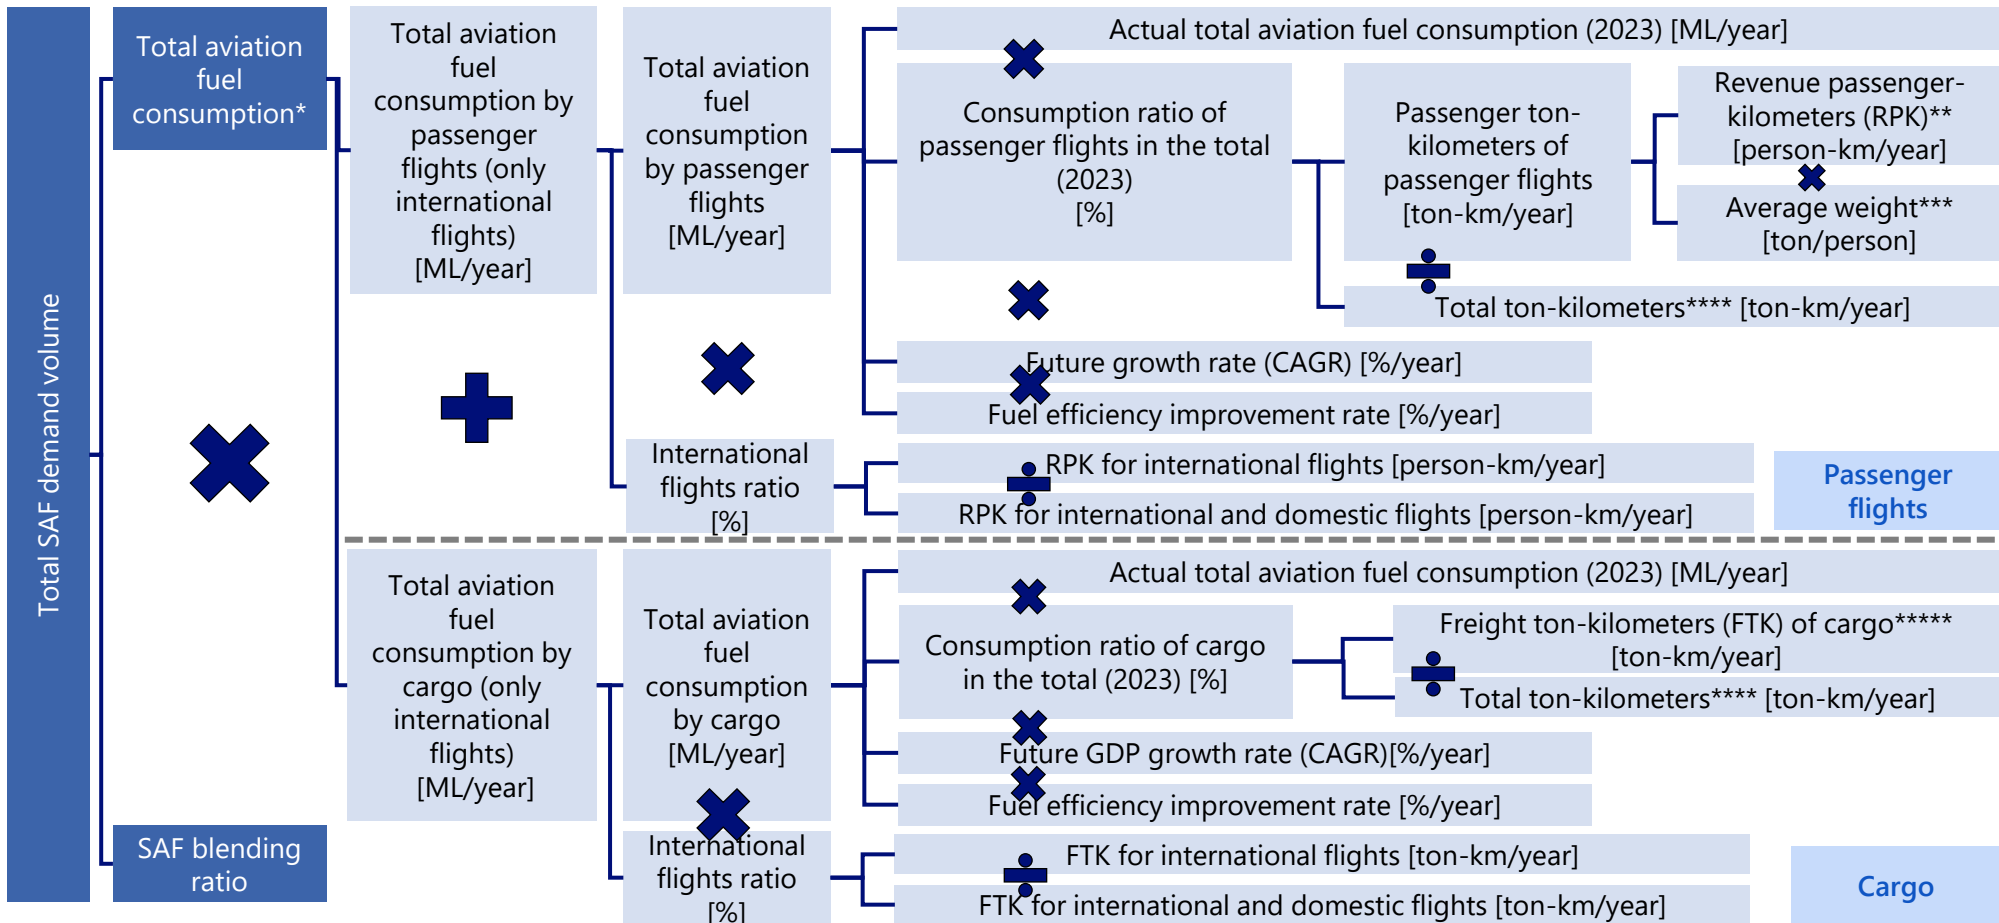 Total SAF demand volume
Total aviation
fuel
consumption*
SAF blending
ratio
Total aviation
fuel
consumption by
passenger
flights (only
international
flights)
[ML/year]
Total aviation
fuel
consumption
by passenger
flights
[ML/year]
Actual total aviation fuel consumption (2023) [ML/year]
Consumption ratio of
passenger flights in the total
(2023)
[%]
Passenger ton-
kilometers of
passenger flights
[ton-km/year]
Revenue passenger-
kilometers (RPK)**
[person-km/year]
Average weight***
[ton/person]
Total ton-kilometers**** [ton-km/year]
Future growth rate (CAGR) [%/year]
Fuel efficiency improvement rate [%/year]
International
flights ratio
[%]
RPK for international flights [person-km/year]
RPK for international and domestic flights [person-km/year]
Passenger
flights
Total aviation
fuel
consumption by
cargo (only
international
flights)
[ML/year]
Total aviation
fuel
consumption
by cargo
[ML/year]
Actual total aviation fuel consumption (2023) [ML/year]
Consumption ratio of cargo
in the total (2023) [%]
Freight ton-kilometers (FTK) of cargo*****
[ton-km/year]
Total ton-kilometers**** [ton-km/year]
Future GDP growth rate (CAGR)[%/year]
Fuel efficiency improvement rate [%/year]
International
flights ratio
[%]
FTK for international flights [ton-km/year]
FTK for international and domestic flights [ton-km/year]
Cargo